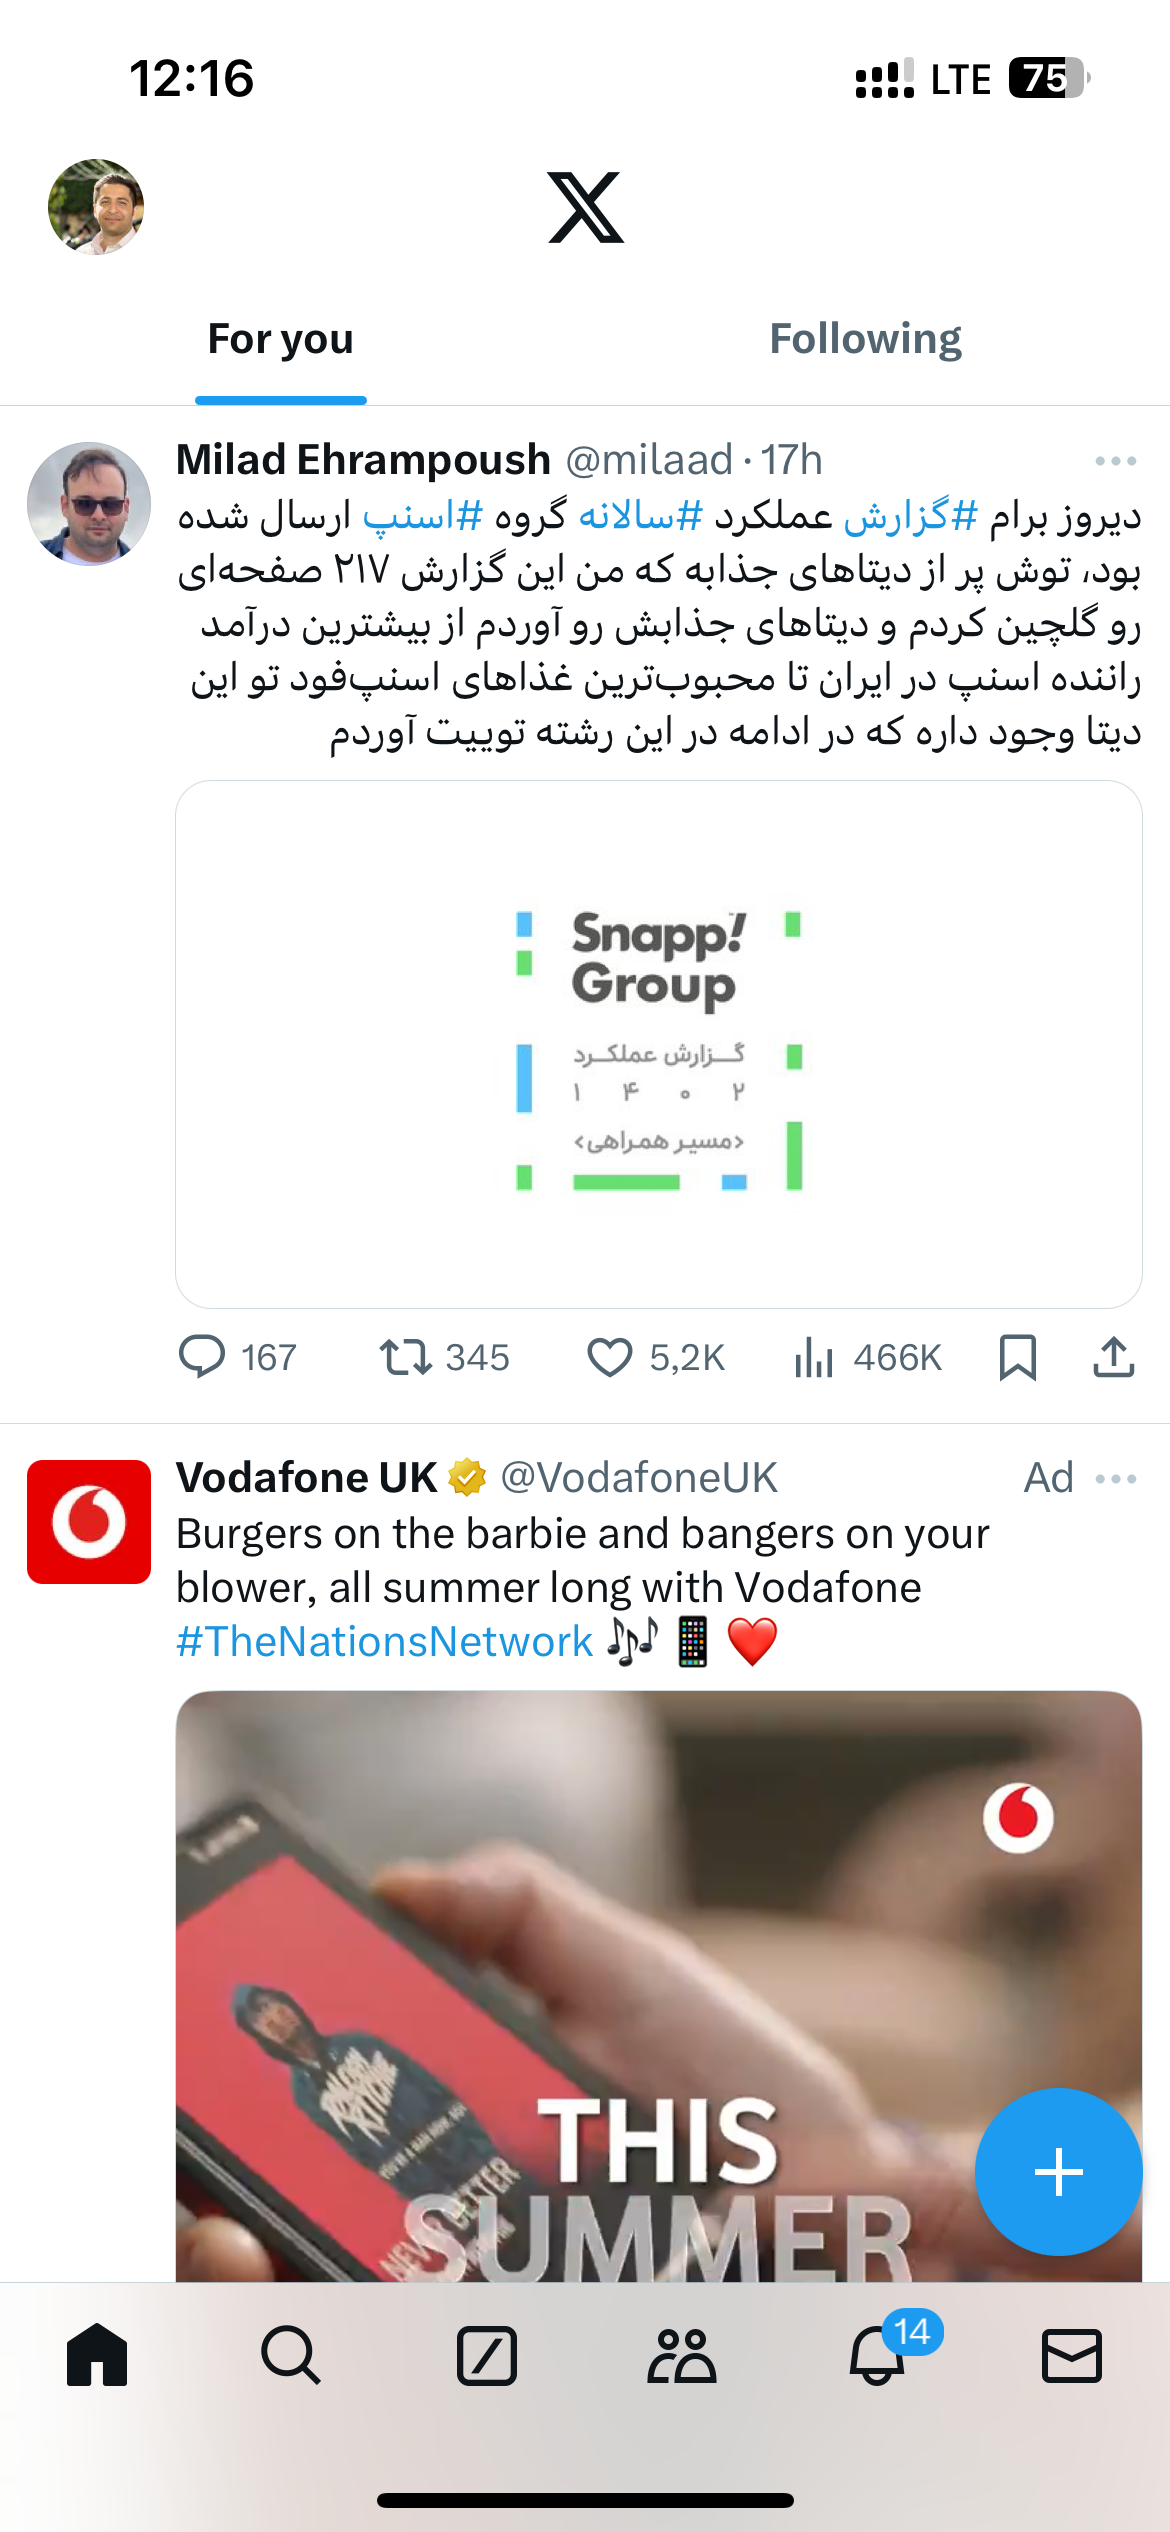 12:16
LTE 75
For you
Following
Milad Ehrampoush @milaad · 17h
دیروز برام #گزارش عملکرد #سالانه گروه #اسنپ ارسال شده
بود، توش پر از دیتاهای جذابه که من این گزارش ۲۱۷ صفحه‌ای
رو گلچین کردم و دیتاهای جذابش رو آوردم از بیشترین درآمد
راننده اسنپ در ایران تا محبوب‌ترین غذاهای اسنپ‌فود تو این
دیتا وجود داره که در ادامه در این رشته توییت آوردم
Snapp!
Group
گـزارش عملکـرد
۱ ۴ ۰ ۲
<مسیر همراهی>
167 345 5,2K 466K
Vodafone UK @VodafoneUK Ad
Burgers on the barbie and bangers on your
blower, all summer long with Vodafone
#TheNationsNetwork 🎶📱❤️
THIS
SUMMER
NEVER BETTER
14